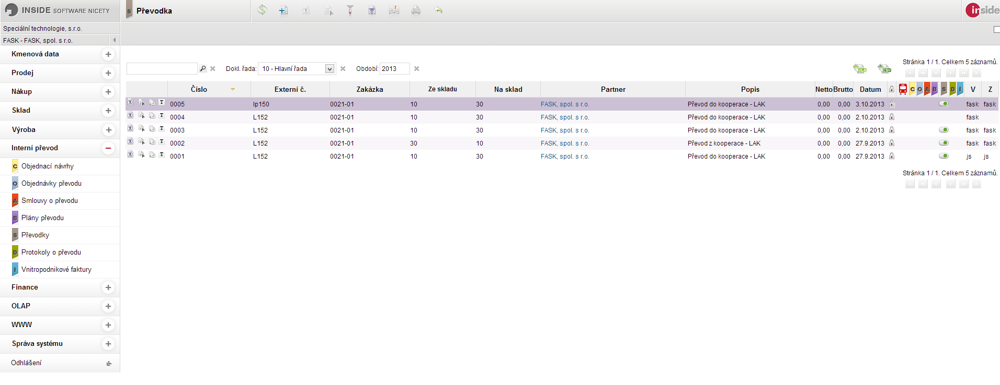 INSIDE SOFTWARE NICETY
S Převodka
inside
Speciální technologie, s.r.o.
FASK - FASK, spol. s r.o.
Kmenová data
Prodej
Nákup
Sklad
Výroba
Interní převod
C Objednací návrhy
O Objednávky převodu
A Smlouvy o převodu
B Plány převodu
S Převodky
D Protokoly o převodu
I Vnitropodnikové faktury
Finance
OLAP
WWW
Správa systému
Odhlášení
Dokl. řada: 10 - Hlavní řada Období: 2013
XLS CSV
Stránka 1 / 1. Celkem 5 záznamů.
Číslo Externí č. Zakázka Ze skladu Na sklad Partner Popis Netto Brutto Datum C O A B S D I V Z
T 0005 lp150 0021-01 10 30 FASK, spol. s r.o. Převod do kooperace - LAK 0,00 0,00 3.10.2013 fask fask
T 0004 L152 0021-01 10 30 FASK, spol. s r.o. Převod do kooperace - LAK 0,00 0,00 2.10.2013 fask
T 0003 L152 0021-01 10 30 FASK, spol. s r.o. Převod do kooperace - LAK 0,00 0,00 2.10.2013 fask fask
T 0002 L152 0021-01 30 10 FASK, spol. s r.o. Převod z kooperace - LAK 0,00 0,00 27.9.2013 fask fask
T 0001 L152 0021-01 10 30 FASK, spol. s r.o. Převod do kooperace - LAK 0,00 0,00 27.9.2013 js js
Stránka 1 / 1. Celkem 5 záznamů.